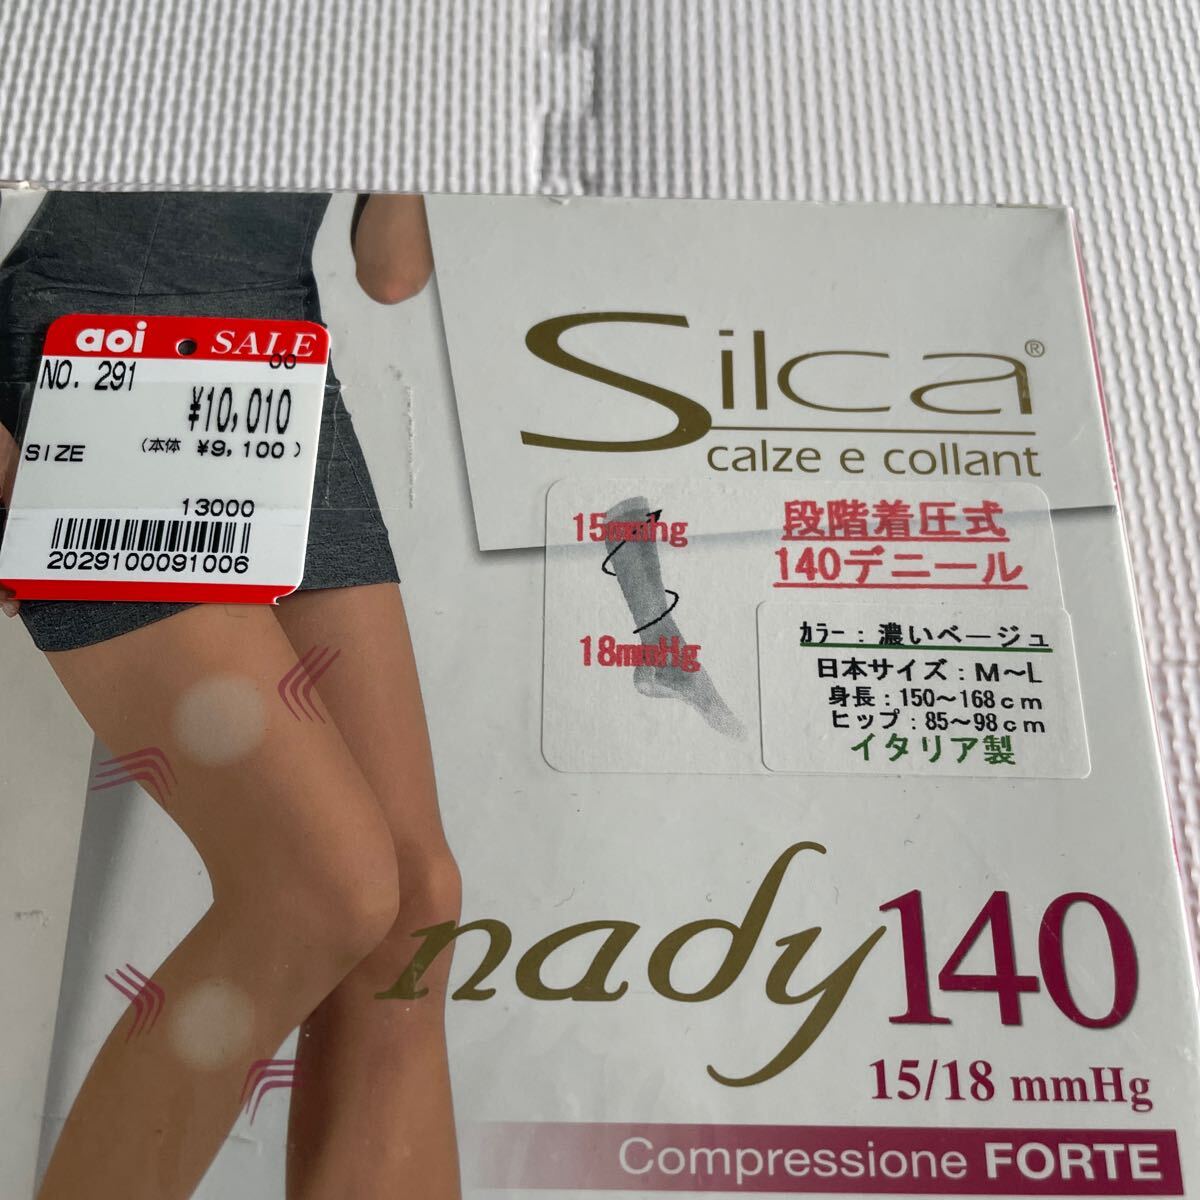 aoi SALE
NO. 291 00
¥10,010
SIZE (本体 ¥9,100)
13000
2029100091006
Silca®
calze e collant
15mmhg
18mmHg
段階着圧式
140デニール
ｶﾗｰ：濃いベージュ
日本サイズ：M～L
身長：150～168cm
ヒップ：85～98cm
イタリア製
nady140
15/18 mmHg
Compressione FORTE